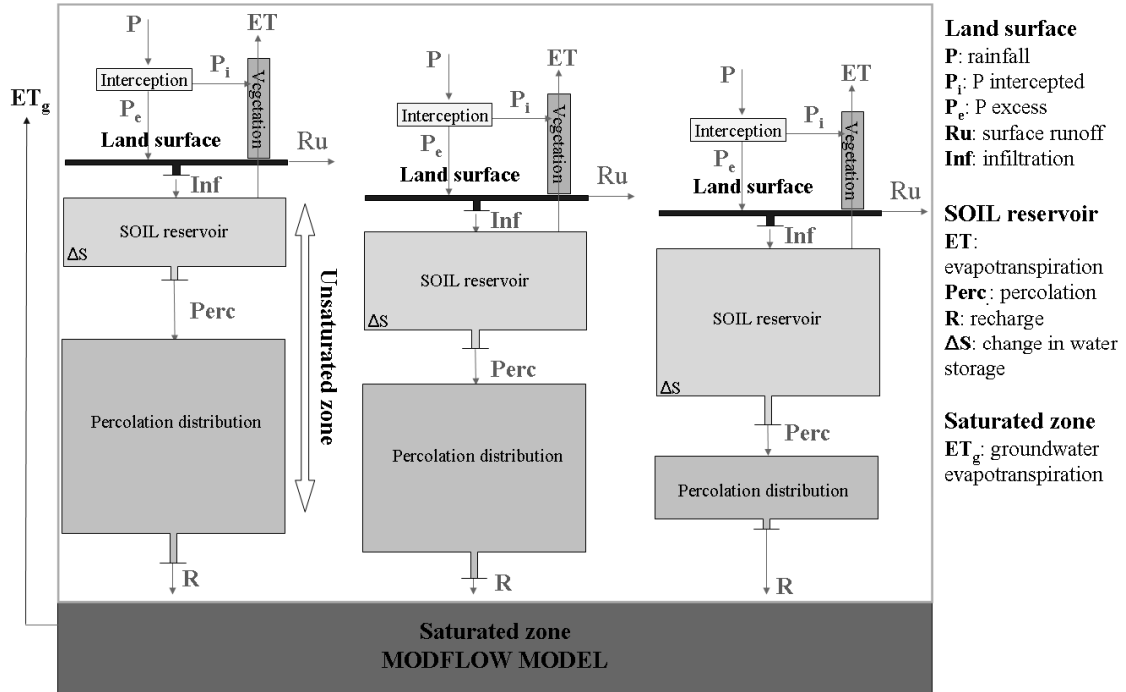 ETg
P
ET
Interception
Pi
Vegetation
Pe
Land surface
Ru
Inf
SOIL reservoir
ΔS
Perc
Unsaturated zone
Percolation distribution
R
P
ET
Interception
Pi
Vegetation
Pe
Land surface
Ru
Inf
SOIL reservoir
ΔS
Perc
Percolation distribution
R
P
ET
Interception
Pi
Vegetation
Pe
Land surface
Ru
Inf
SOIL reservoir
ΔS
Perc
Percolation distribution
R
Saturated zone
MODFLOW MODEL
Land surface
P: rainfall
Pi: P intercepted
Pe: P excess
Ru: surface runoff
Inf: infiltration
SOIL reservoir
ET:
evapotranspiration
Perc: percolation
R: recharge
ΔS: change in water
storage
Saturated zone
ETg: groundwater
evapotranspiration